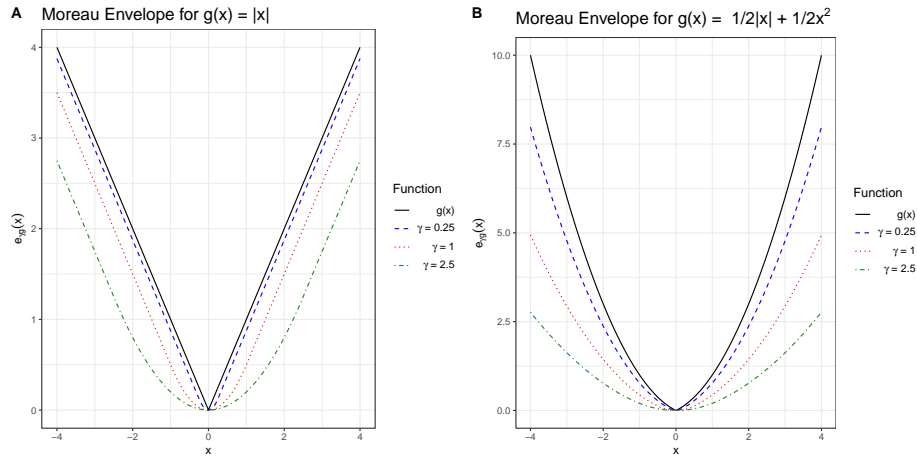 A
Moreau Envelope for g(x) = |x|
4
3
2
1
0
−4
−2
0
2
4
x
e_γg(x)
Function
g(x)
γ = 0.25
γ = 1
γ = 2.5
B
Moreau Envelope for g(x) = 1/2|x| + 1/2x²
10.0
7.5
5.0
2.5
0.0
−4
−2
0
2
4
x
e_γg(x)
Function
g(x)
γ = 0.25
γ = 1
γ = 2.5